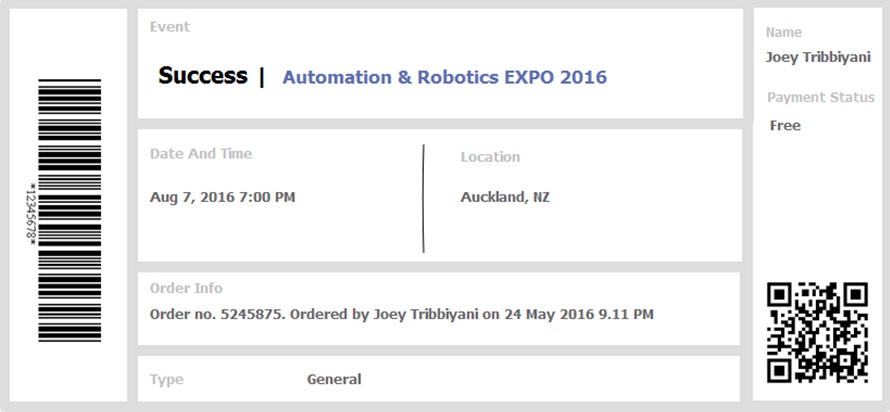 *12345678*
Event
Success | Automation & Robotics EXPO 2016
Date And Time
Aug 7, 2016 7:00 PM
Location
Auckland, NZ
Order Info
Order no. 5245875. Ordered by Joey Tribbiyani on 24 May 2016 9.11 PM
Type General
Name
Joey Tribbiyani
Payment Status
Free